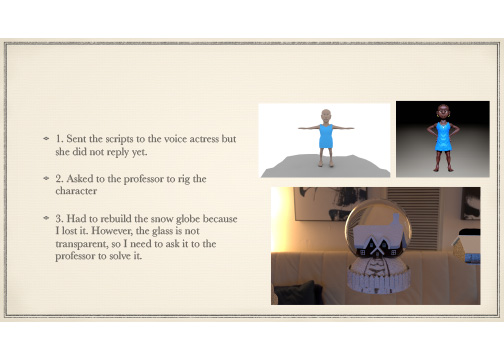 1. Sent the scripts to the voice actress but
she did not reply yet.
2. Asked to the professor to rig the
character
3. Had to rebuild the snow globe because
I lost it. However, the glass is not
transparent, so I need to ask it to the
professor to solve it.